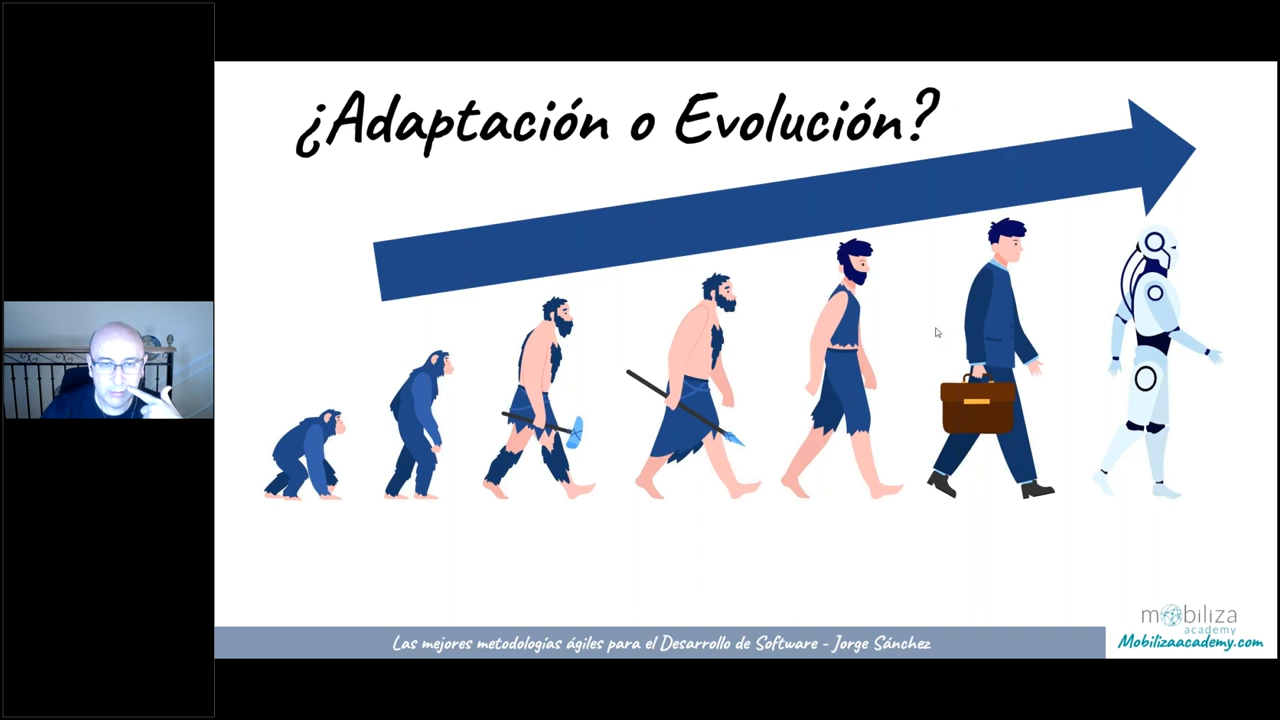 ¿Adaptación o Evolución?
mobiliza
academy
Mobilizaacademy.com
Las mejores metodologías ágiles para el Desarrollo de Software - Jorge Sánchez